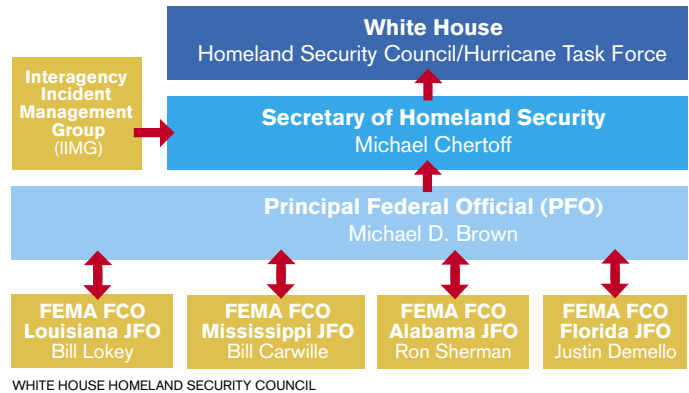 White House
Homeland Security Council/Hurricane Task Force
Interagency
Incident
Management
Group
(IIMG)
Secretary of Homeland Security
Michael Chertoff
Principal Federal Official (PFO)
Michael D. Brown
FEMA FCO
Louisiana JFO
Bill Lokey
FEMA FCO
Mississippi JFO
Bill Carwille
FEMA FCO
Alabama JFO
Ron Sherman
FEMA FCO
Florida JFO
Justin Demello
WHITE HOUSE HOMELAND SECURITY COUNCIL